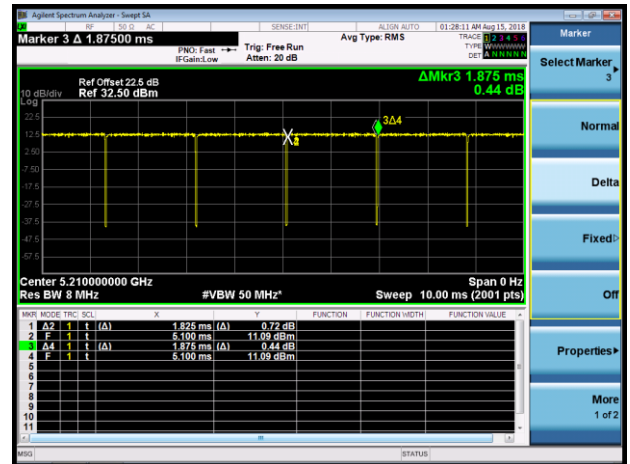 Agilent Spectrum Analyzer - Swept SA
RF 50 Ω AC SENSE:INT ALIGN AUTO 01:28:11 AM Aug 15, 2018
Marker 3 Δ 1.87500 ms
PNO: Fast
IFGain:Low
Trig: Free Run
Atten: 20 dB
Avg Type: RMS
TRACE 1 2 3 4 5 6
TYPE WWWWWW
DET A N N N N N
Marker
Select Marker
3
Normal
Delta
Fixed
Off
Properties
More
1 of 2
ΔMkr3 1.875 ms
0.44 dB
Ref Offset 22.5 dB
10 dB/div Ref 32.50 dBm
Log
22.5
12.5
2.50
-7.50
-17.5
-27.5
-37.5
-47.5
-57.5
3Δ4
2
Center 5.210000000 GHz Span 0 Hz
Res BW 8 MHz #VBW 50 MHz* Sweep 10.00 ms (2001 pts)
MKR MODE TRC SCL X Y FUNCTION FUNCTION WIDTH FUNCTION VALUE
1 Δ2 1 t (Δ) 1.825 ms (Δ) 0.72 dB
2 F 1 t 5.100 ms 11.09 dBm
3 Δ4 1 t (Δ) 1.875 ms (Δ) 0.44 dB
4 F 1 t 5.100 ms 11.09 dBm
5
6
7
8
9
10
11
MSG STATUS